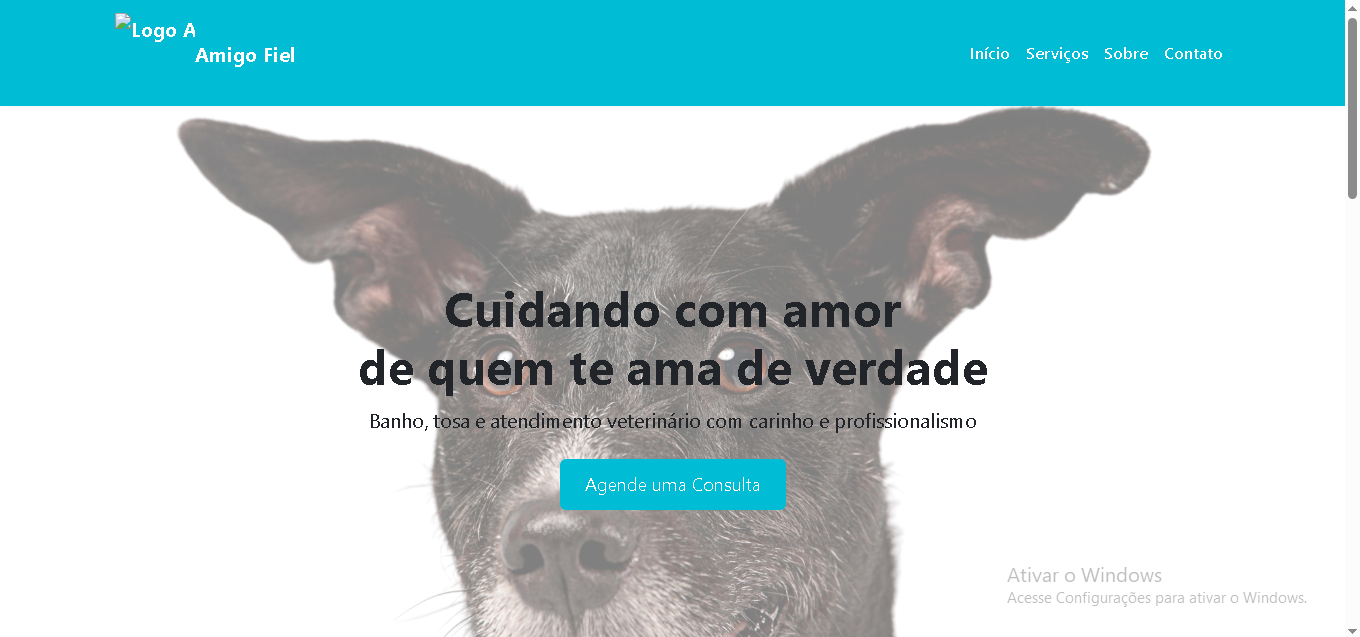 Logo A
Amigo Fiel
Início Serviços Sobre Contato
Cuidando com amor
de quem te ama de verdade
Banho, tosa e atendimento veterinário com carinho e profissionalismo
Agende uma Consulta
Ativar o Windows
Acesse Configurações para ativar o Windows.